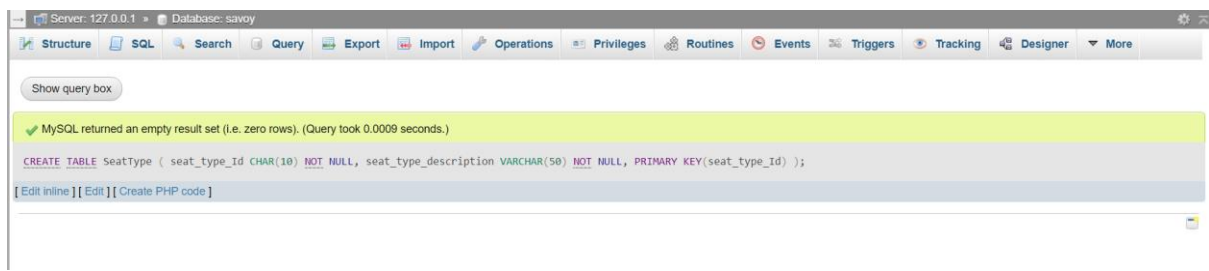 Server: 127.0.0.1 » Database: savoy
Structure SQL Search Query Export Import Operations Privileges Routines Events Triggers Tracking Designer More
Show query box
MySQL returned an empty result set (i.e. zero rows). (Query took 0.0009 seconds.)
CREATE TABLE SeatType ( seat_type_Id CHAR(10) NOT NULL, seat_type_description VARCHAR(50) NOT NULL, PRIMARY KEY(seat_type_Id) );
[ Edit inline ] [ Edit ] [ Create PHP code ]